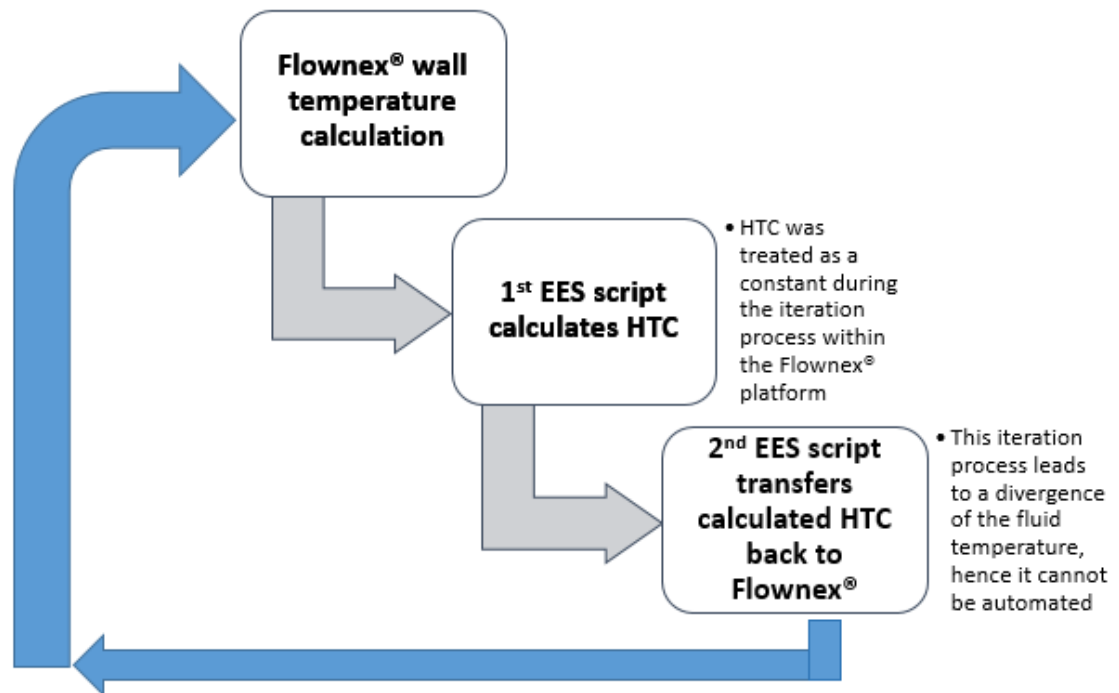 Flownex® wall
temperature
calculation
1st EES script
calculates HTC
• HTC was
treated as a
constant during
the iteration
process within
the Flownex®
platform
2nd EES script
transfers
calculated HTC
back to
Flownex®
• This iteration
process leads
to a divergence
of the fluid
temperature,
hence it cannot
be automated